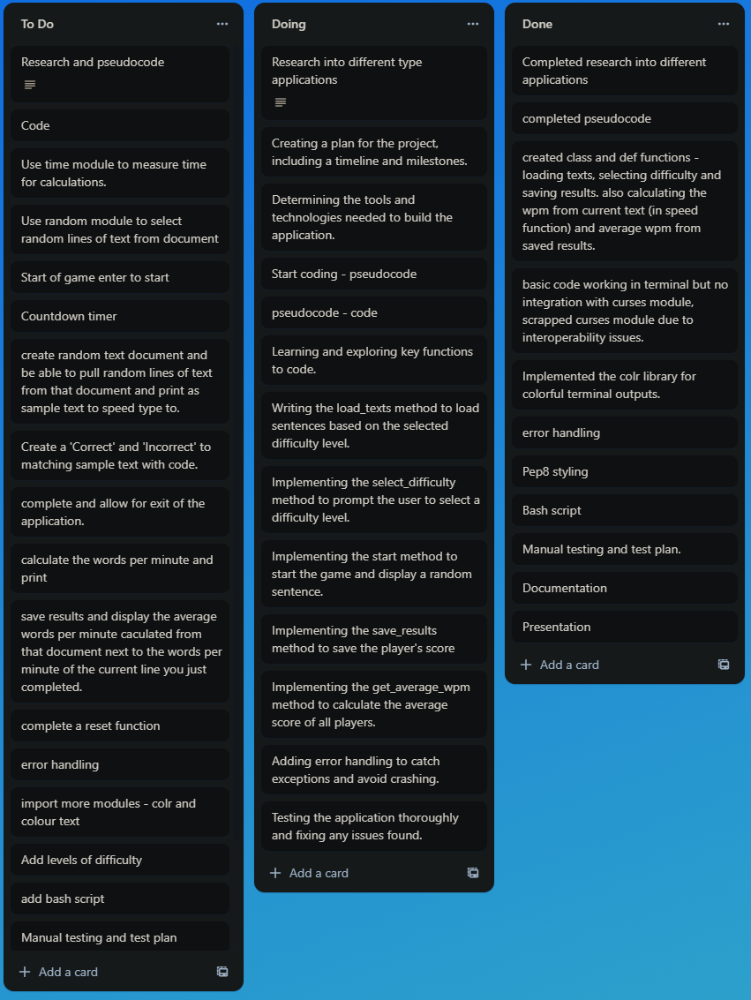 To Do
Research and pseudocode
Code
Use time module to measure time
for calculations.
Use random module to select
random lines of text from document
Start of game enter to start
Countdown timer
create random text document and
be able to pull random lines of text
from that document and print as
sample text to speed type to.
Create a 'Correct' and 'Incorrect' to
matching sample text with code.
complete and allow for exit of the
application.
calculate the words per minute and
print
save results and display the average
words per minute caculated from
that document next to the words per
minute of the current line you just
completed.
complete a reset function
error handling
import more modules - colr and
colour text
Add levels of difficulty
add bash script
Manual testing and test plan
Add a card
Doing
Research into different type
applications
Creating a plan for the project,
including a timeline and milestones.
Determining the tools and
technologies needed to build the
application.
Start coding - pseudocode
pseudocode - code
Learning and exploring key functions
to code.
Writing the load_texts method to load
sentences based on the selected
difficulty level.
Implementing the select_difficulty
method to prompt the user to select a
difficulty level.
Implementing the start method to
start the game and display a random
sentence.
Implementing the save_results
method to save the player's score
Implementing the get_average_wpm
method to calculate the average
score of all players.
Adding error handling to catch
exceptions and avoid crashing.
Testing the application thoroughly
and fixing any issues found.
Add a card
Done
Completed research into different
applications
completed pseudocode
created class and def functions -
loading texts, selecting difficulty and
saving results. also calculating the
wpm from current text (in speed
function) and average wpm from
saved results.
basic code working in terminal but no
integration with curses module,
scrapped curses module due to
interoperability issues.
Implemented the colr library for
colorful terminal outputs.
error handling
Pep8 styling
Bash script
Manual testing and test plan.
Documentation
Presentation
Add a card